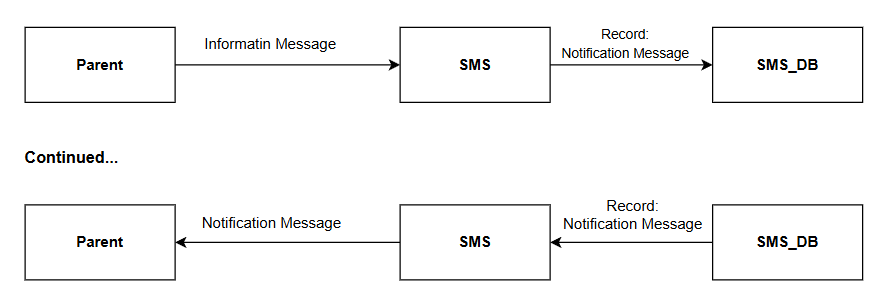 Parent
Informatin Message
SMS
Record:
Notification Message
SMS_DB
Continued...
Parent
Notification Message
SMS
Record:
Notification Message
SMS_DB